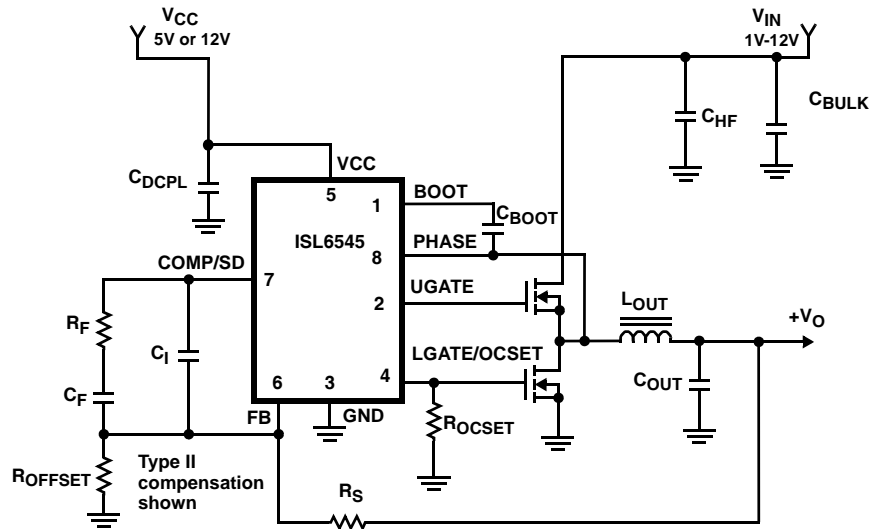 VCC
5V or 12V
VIN
1V-12V
CHF
CBULK
CDCPL
VCC
5
BOOT
1
CBOOT
ISL6545
PHASE
8
COMP/SD
7
UGATE
2
LOUT
+VO
RF
CI
LGATE/OCSET
4
COUT
CF
6
3
FB
GND
ROCSET
ROFFSET
Type II
compensation
shown
RS